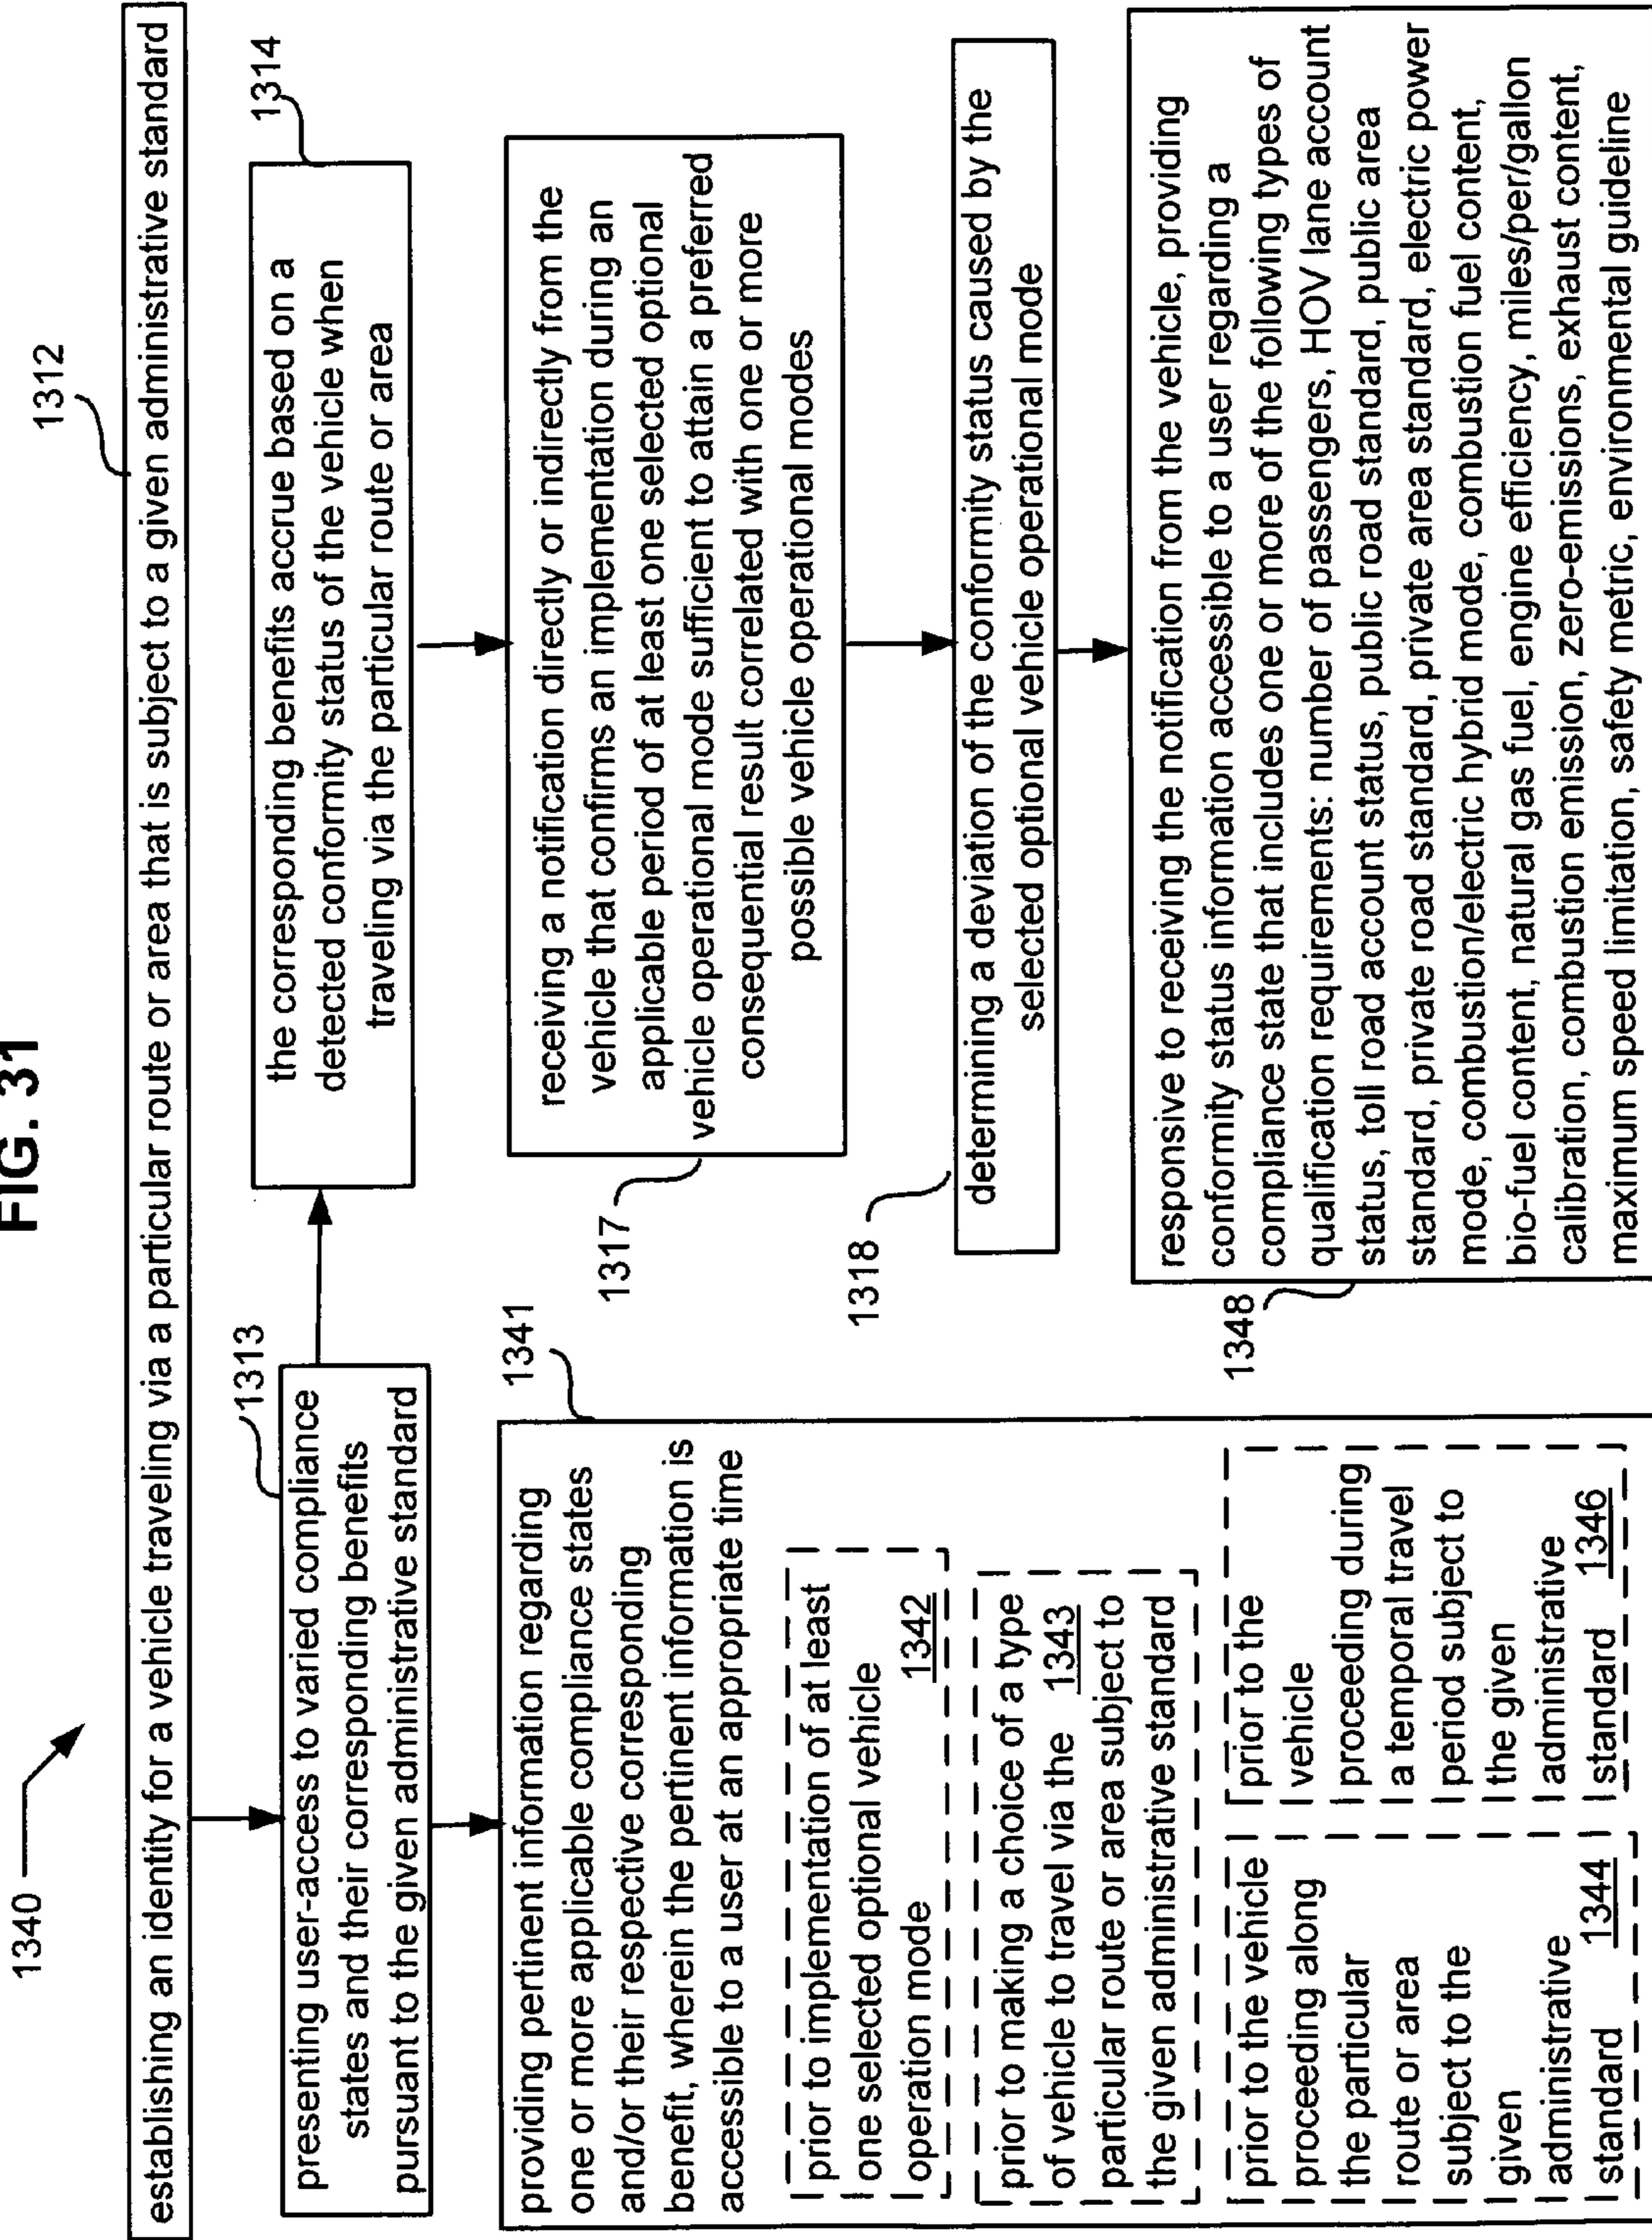 FIG. 31
1340
1312
establishing an identity for a vehicle traveling via a particular route or area that is subject to a given administrative standard
1313
presenting user-access to varied compliance
states and their corresponding benefits
pursuant to the given administrative standard
1314
the corresponding benefits accrue based on a
detected conformity status of the vehicle when
traveling via the particular route or area
1341
providing pertinent information regarding
one or more applicable compliance states
and/or their respective corresponding
benefit, wherein the pertinent information is
accessible to a user at an appropriate time
prior to implementation of at least
one selected optional vehicle
operation mode 1342
prior to making a choice of a type
of vehicle to travel via the 1343
particular route or area subject to
the given administrative standard
prior to the vehicle
proceeding along
the particular
route or area
subject to the
given
administrative
standard 1344
prior to the
vehicle
proceeding during
a temporal travel
period subject to
the given
administrative
standard 1346
1317
receiving a notification directly or indirectly from the
vehicle that confirms an implementation during an
applicable period of at least one selected optional
vehicle operational mode sufficient to attain a preferred
consequential result correlated with one or more
possible vehicle operational modes
1318
determining a deviation of the conformity status caused by the
selected optional vehicle operational mode
1348
responsive to receiving the notification from the vehicle, providing
conformity status information accessible to a user regarding a
compliance state that includes one or more of the following types of
qualification requirements: number of passengers, HOV lane account
status, toll road account status, public road standard, public area
standard, private road standard, private area standard, electric power
mode, combustion/electric hybrid mode, combustion fuel content,
bio-fuel content, natural gas fuel, engine efficiency, miles/per/gallon
calibration, combustion emission, zero-emissions, exhaust content,
maximum speed limitation, safety metric, environmental guideline